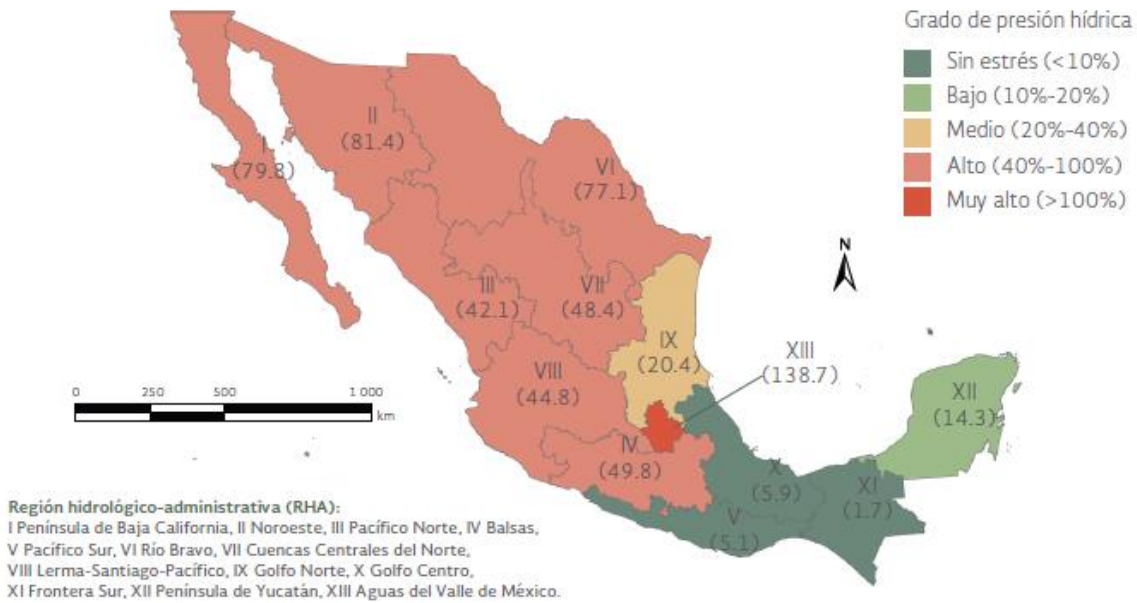 Grado de presión hídrica
Sin estrés (<10%)
Bajo (10%-20%)
Medio (20%-40%)
Alto (40%-100%)
Muy alto (>100%)
II
(81.4)
I
(79.8)
VI
(77.1)
N
III
(42.1)
VII
(48.4)
IX
(20.4)
XIII
(138.7)
VIII
(44.8)
XII
(14.3)
0 250 500 1 000
km
IV
(49.8)
X
(5.9)
XI
(1.7)
V
(5.1)
Región hidrológico-administrativa (RHA):
I Península de Baja California, II Noroeste, III Pacífico Norte, IV Balsas,
V Pacífico Sur, VI Río Bravo, VII Cuencas Centrales del Norte,
VIII Lerma-Santiago-Pacífico, IX Golfo Norte, X Golfo Centro,
XI Frontera Sur, XII Península de Yucatán, XIII Aguas del Valle de México.